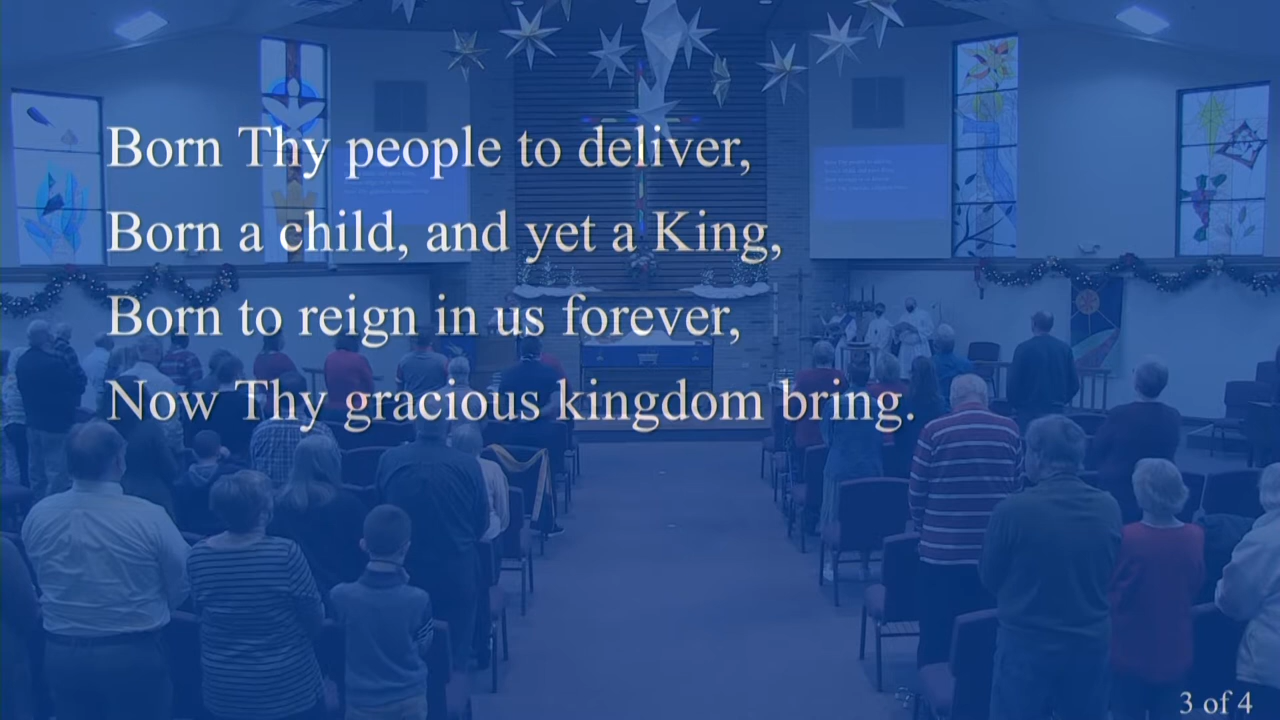 Born Thy people to deliver,
Born a child, and yet a King,
Born to reign in us forever,
Now Thy gracious kingdom bring.
3 of 4